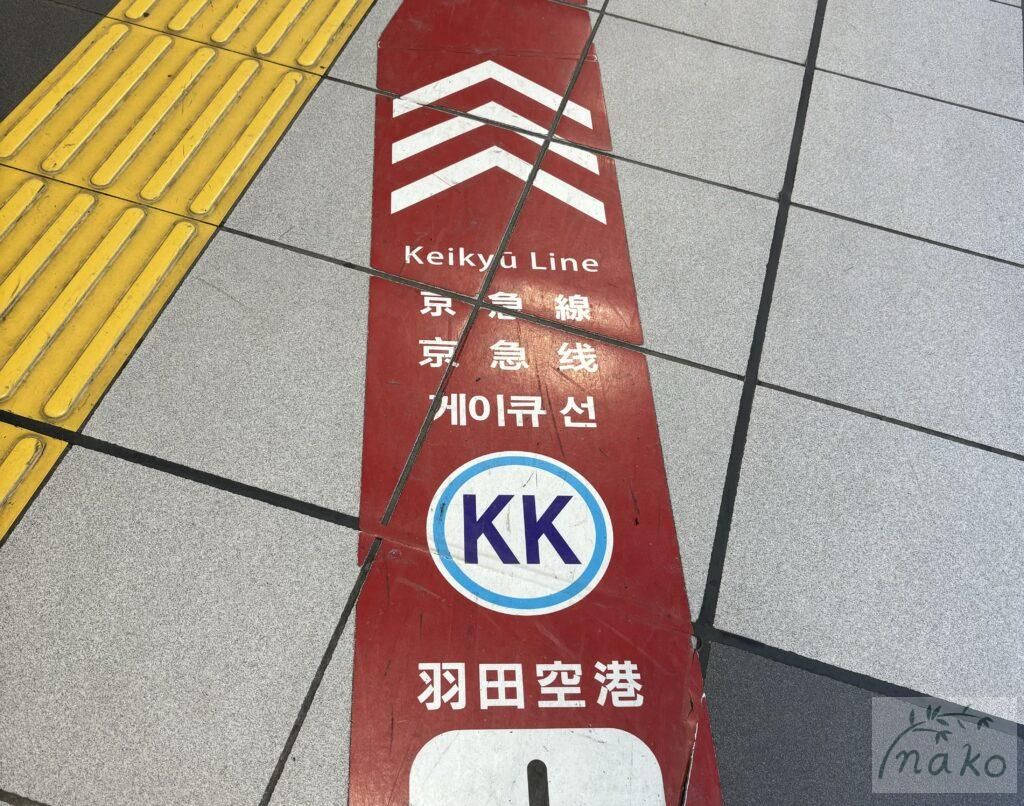 Keikyū Line
京急線
京急线
게이큐 선
KK
羽田空港
nako